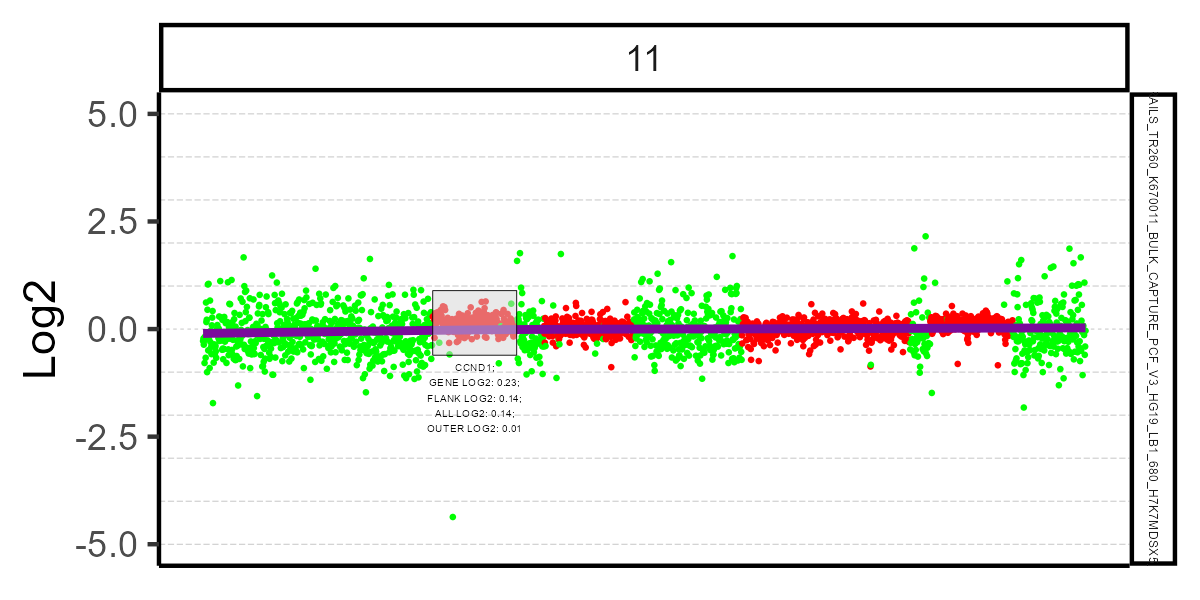 11
5.0
2.5
0.0
-2.5
-5.0
Log2
CCND1;
GENE LOG2: 0.23;
FLANK LOG2: 0.14;
ALL LOG2: 0.14;
OUTER LOG2: 0.01
AILS_TR260_K670011_BULK_CAPTURE_PCF_V3_HG19_LB1_680_H7K7MDSX5